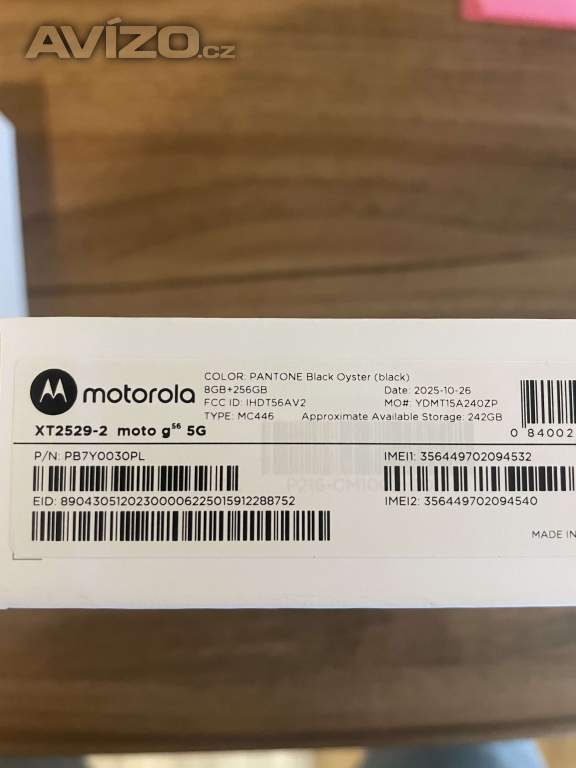 AVÍZO.cz
motorola
COLOR: PANTONE Black Oyster (black)
8GB+256GB
Date: 2025-10-26
FCC ID: IHDT56AV2
MO#: YDMT15A240ZP
TYPE: MC446
Approximate Available Storage: 242GB
XT2529-2 moto g56 5G
0 84002
P/N: PB7Y0030PL
IMEI1: 356449702094532
EID: 89043051202300006225015912288752
IMEI2: 356449702094540
MADE IN